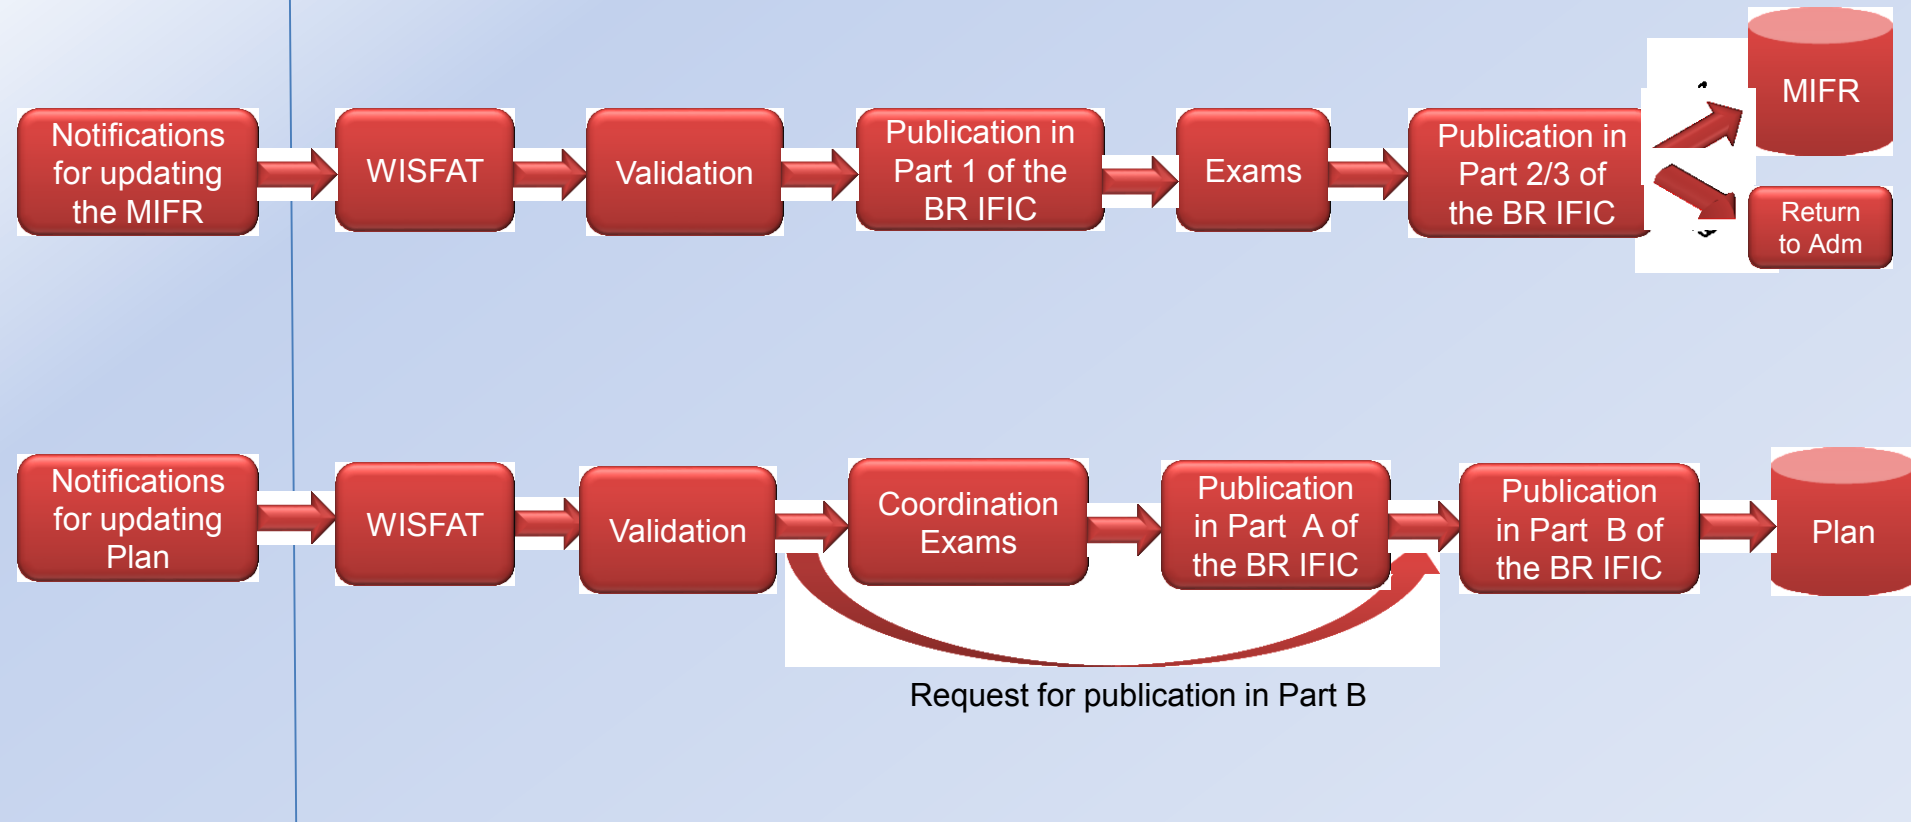 Notifications
for updating
the MIFR
WISFAT
Validation
Publication in
Part 1 of the
BR IFIC
Exams
Publication in
Part 2/3 of
the BR IFIC
MIFR
Return
to Adm
Notifications
for updating
Plan
WISFAT
Validation
Coordination
Exams
Publication
in Part A of
the BR IFIC
Publication
in Part B of
the BR IFIC
Plan
Request for publication in Part B